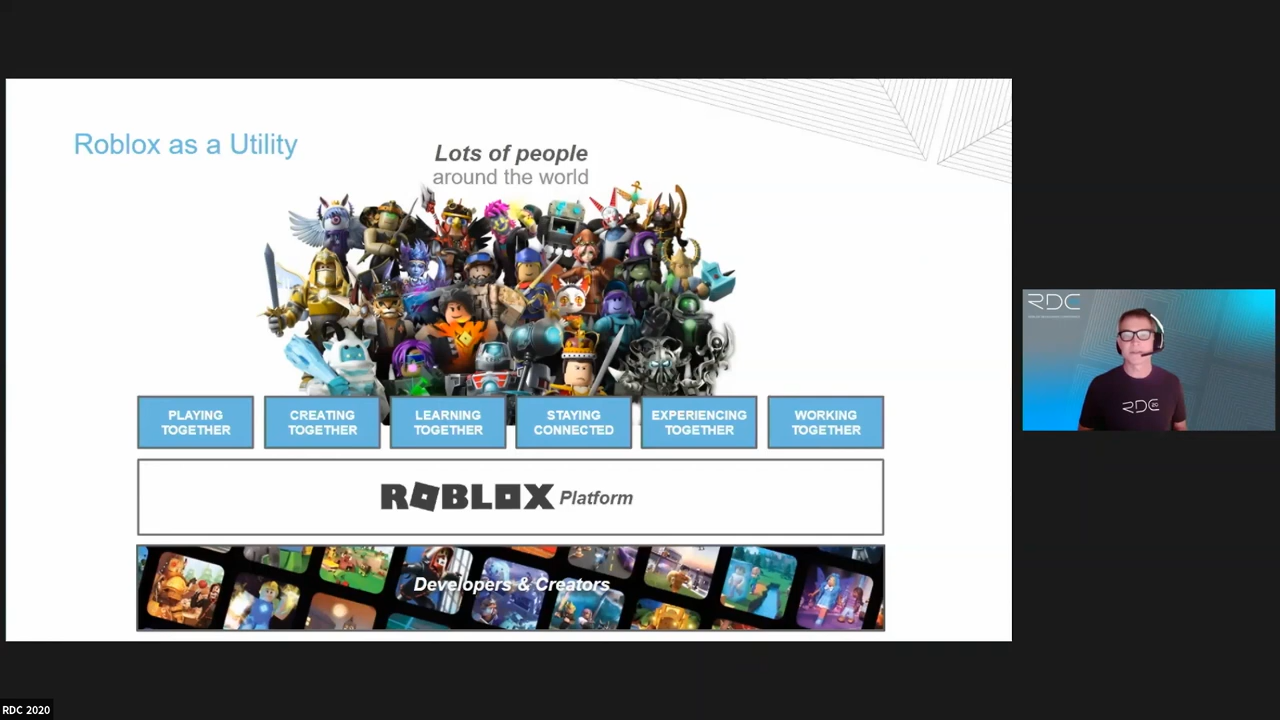 Roblox as a Utility
Lots of people
around the world
PLAYING
TOGETHER
CREATING
TOGETHER
LEARNING
TOGETHER
STAYING
CONNECTED
EXPERIENCING
TOGETHER
WORKING
TOGETHER
ROBLOX Platform
Developers & Creators
RDC
RDC
RDC 2020